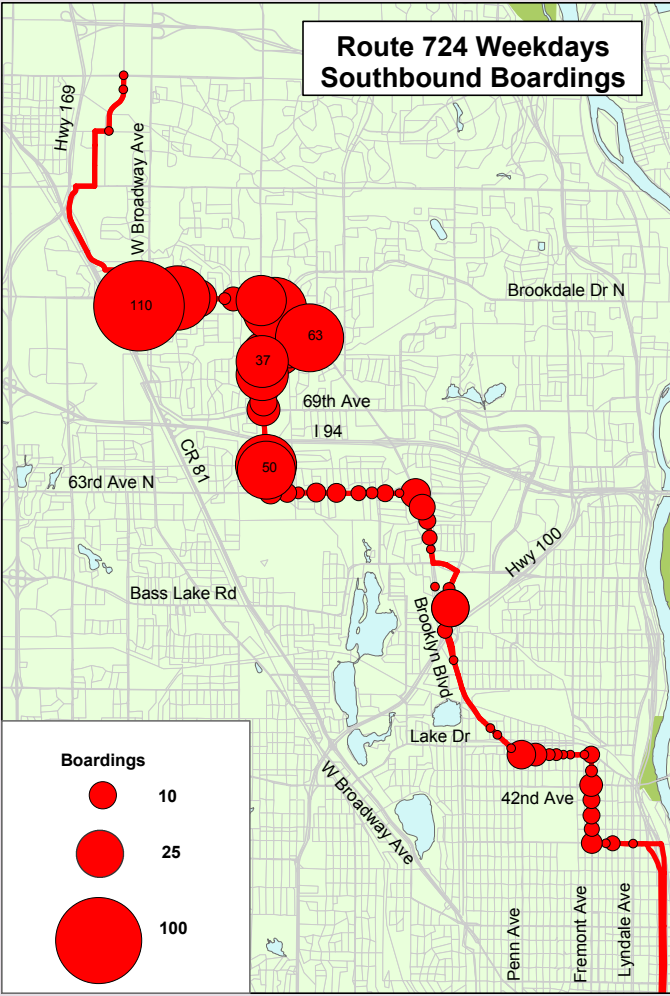 Route 724 Weekdays
Southbound Boardings
Hwy 169
W Broadway Ave
Brookdale Dr N
110
63
37
69th Ave
I 94
50
CR 81
63rd Ave N
Hwy 100
Bass Lake Rd
Brooklyn Blvd
Lake Dr
W Broadway Ave
42nd Ave
Penn Ave
Fremont Ave
Lyndale Ave
Boardings
10
25
100